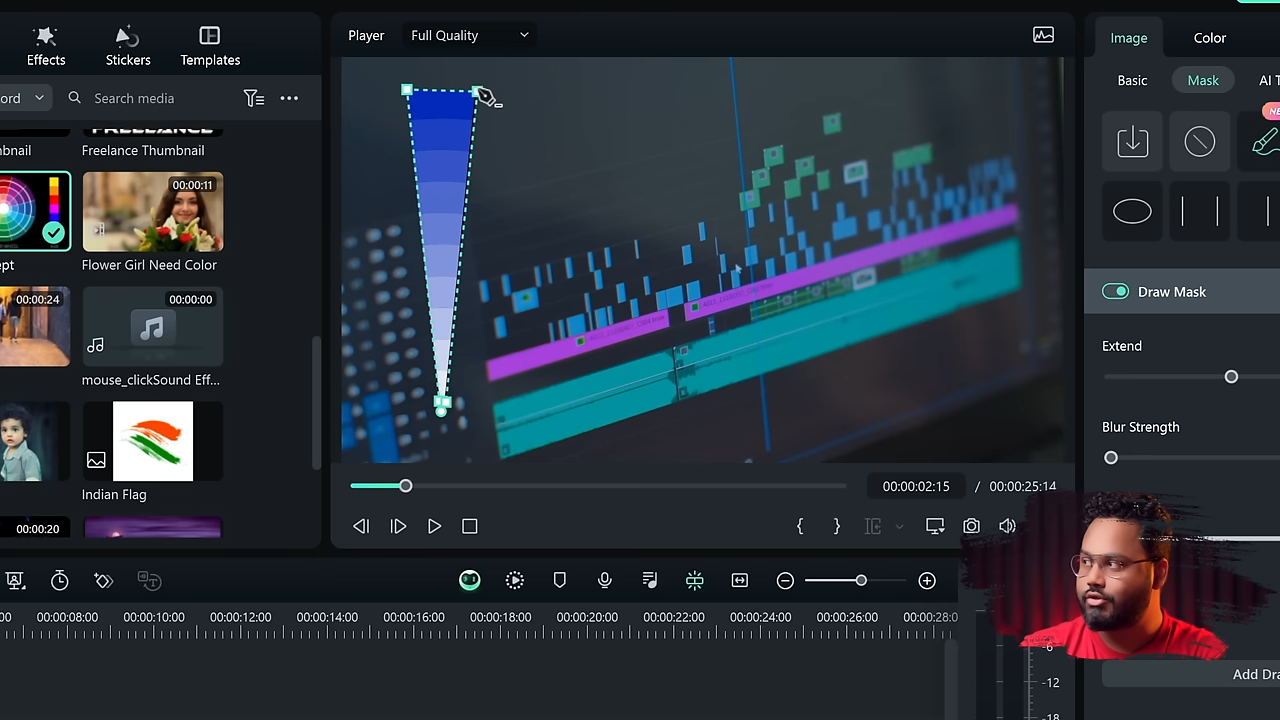 Effects
Stickers
Templates
ord
Search media
bnail
Freelance Thumbnail
00:00:11
ept
Flower Girl Need Color
00:00:24
00:00:00
mouse_clickSound Eff...
Indian Flag
00:00:20
Player
Full Quality
00:00:02:15
/
00:00:25:14
{
}
Image
Color
Basic
Mask
AI T
NE
Draw Mask
Extend
Blur Strength
Add Dra
:00
00:00:08:00
00:00:10:00
00:00:12:00
00:00:14:00
00:00:16:00
00:00:18:00
00:00:20:00
00:00:22:00
00:00:24:00
00:00:26:00
00:00:28:0
-6
-12
-18